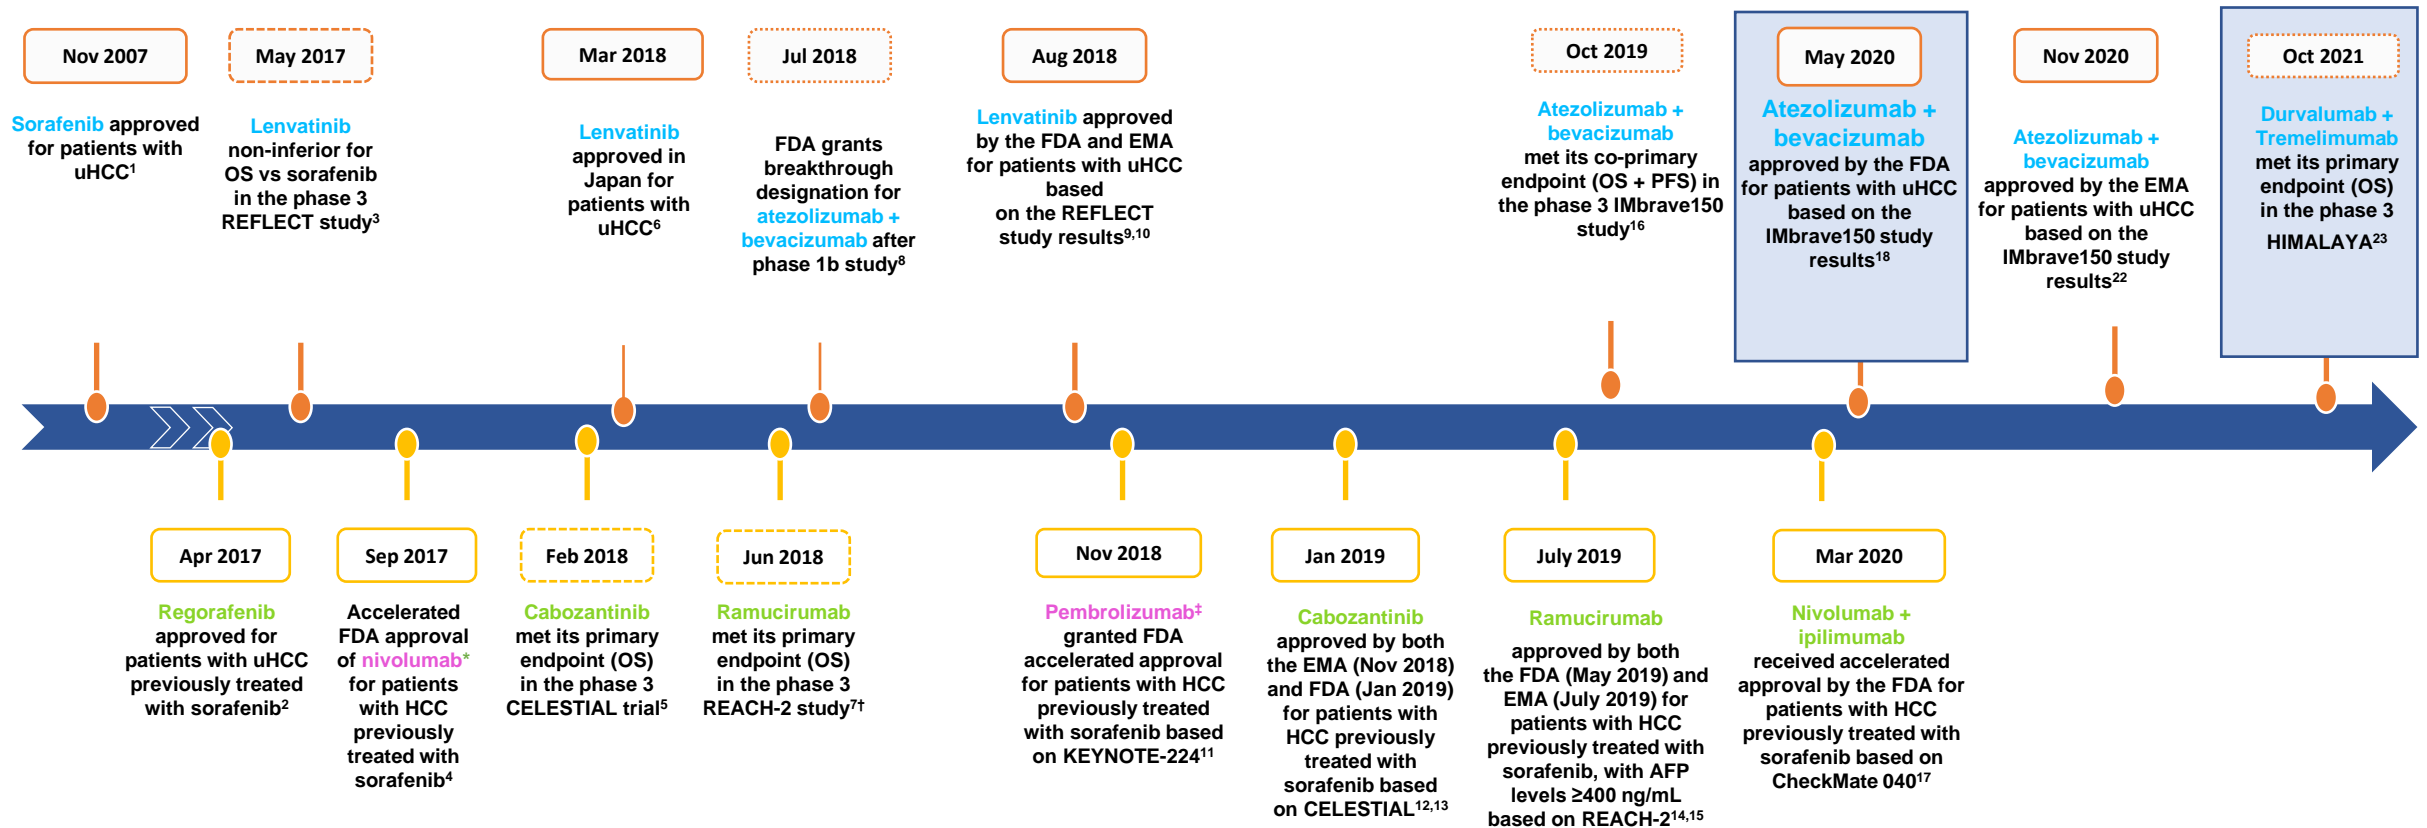 Nov 2007
Sorafenib approved
for patients with
uHCC1
May 2017
Lenvatinib
non-inferior for
OS vs sorafenib
in the phase 3
REFLECT study3
Mar 2018
Lenvatinib
approved in
Japan for
patients with
uHCC6
Jul 2018
FDA grants
breakthrough
designation for
atezolizumab +
bevacizumab after
phase 1b study8
Aug 2018
Lenvatinib approved
by the FDA and EMA
for patients with uHCC
based
on the REFLECT
study results9,10
Oct 2019
Atezolizumab +
bevacizumab
met its co-primary
endpoint (OS + PFS) in
the phase 3 IMbrave150
study16
May 2020
Atezolizumab +
bevacizumab
approved by the FDA
for patients with uHCC
based on the
IMbrave150 study
results18
Nov 2020
Atezolizumab +
bevacizumab
approved by the EMA
for patients with uHCC
based on the
IMbrave150 study
results22
Oct 2021
Durvalumab +
Tremelimumab
met its primary
endpoint (OS)
in the phase 3
HIMALAYA23
Apr 2017
Regorafenib
approved for
patients with uHCC
previously treated
with sorafenib2
Sep 2017
Accelerated
FDA approval
of nivolumab*
for patients
with HCC
previously
treated with
sorafenib4
Feb 2018
Cabozantinib
met its primary
endpoint (OS)
in the phase 3
CELESTIAL trial5
Jun 2018
Ramucirumab
met its primary
endpoint (OS)
in the phase 3
REACH-2 study7†
Nov 2018
Pembrolizumab‡
granted FDA
accelerated approval
for patients with HCC
previously treated
with sorafenib based
on KEYNOTE-22411
Jan 2019
Cabozantinib
approved by both
the EMA (Nov 2018)
and FDA (Jan 2019)
for patients with
HCC previously
treated with
sorafenib based
on CELESTIAL12,13
July 2019
Ramucirumab
approved by both
the FDA (May 2019) and
EMA (July 2019) for
patients with HCC
previously treated with
sorafenib, with AFP
levels ≥400 ng/mL
based on REACH-214,15
Mar 2020
Nivolumab +
ipilimumab
received accelerated
approval by the FDA for
patients with HCC
previously treated with
sorafenib based on
CheckMate 04017